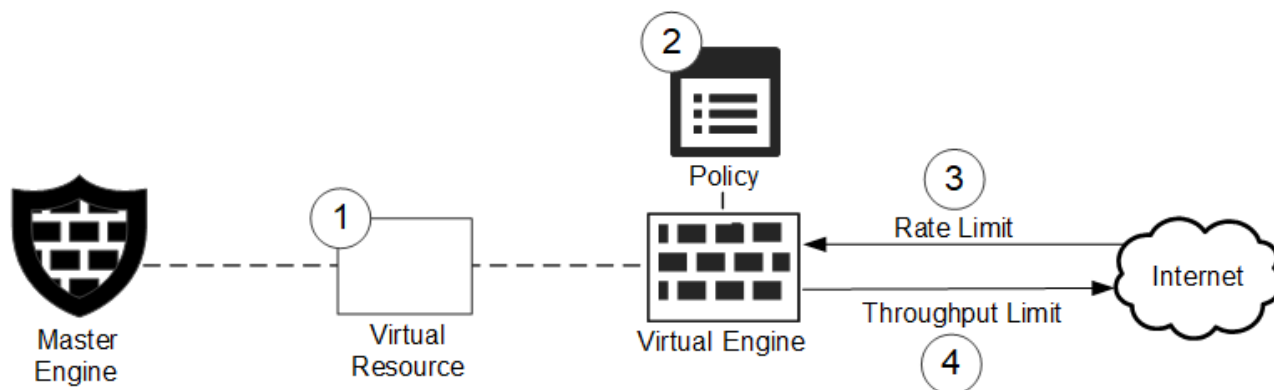 2
Policy
3
Rate Limit
1
Internet
Throughput Limit
4
Master
Engine
Virtual
Resource
Virtual Engine